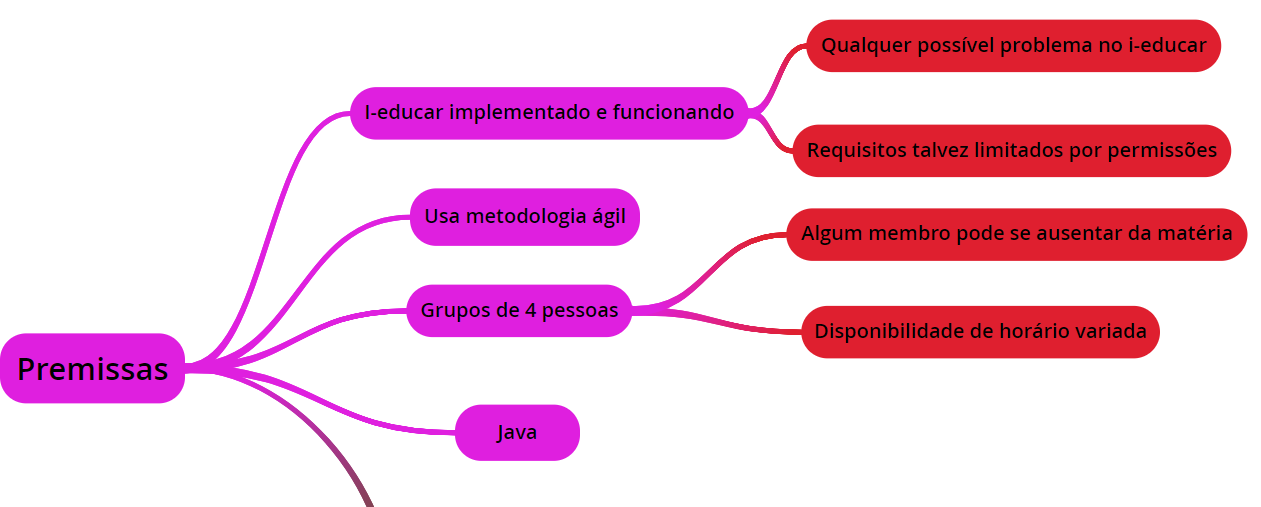 Qualquer possível problema no i-educar
I-educar implementado e funcionando
Requisitos talvez limitados por permissões
Usa metodologia ágil
Algum membro pode se ausentar da matéria
Grupos de 4 pessoas
Disponibilidade de horário variada
Premissas
Java